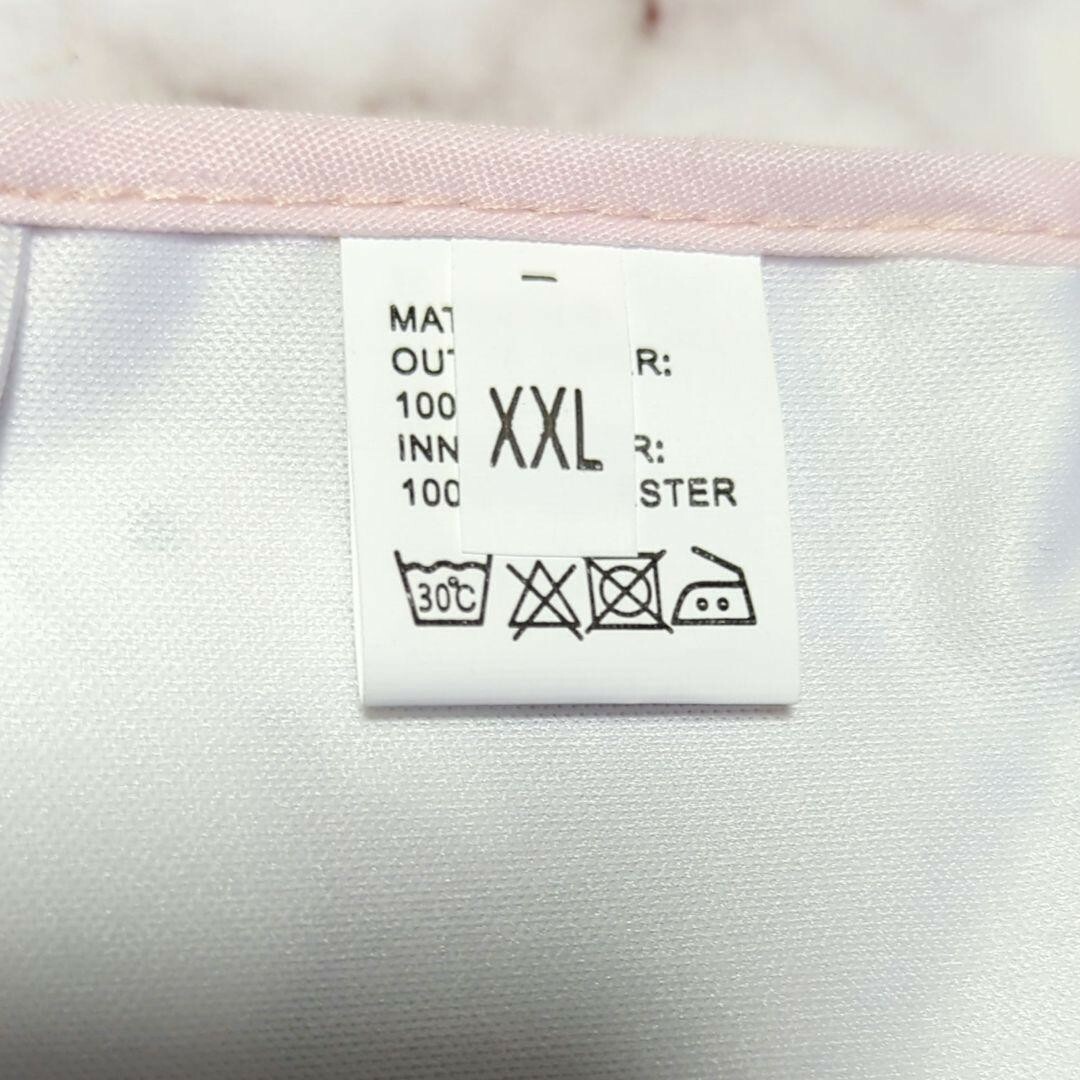 MAT
OUT R:
100
XXL
INN R:
100 STER
30°C